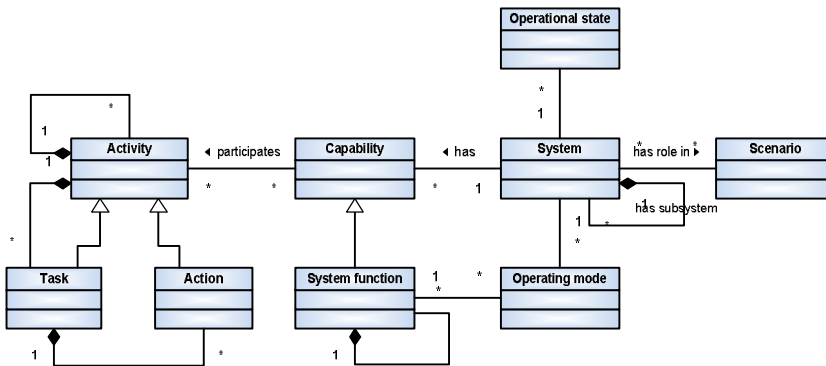 Operational state
*
1
*
1
1
Activity
◄ participates
Capability
◄ has
System
*
*
has role in ►
Scenario
*
*
*
1
1
has subsystem
1
*
*
*
Task
Action
System function
1
*
*
Operating mode
1
*
1